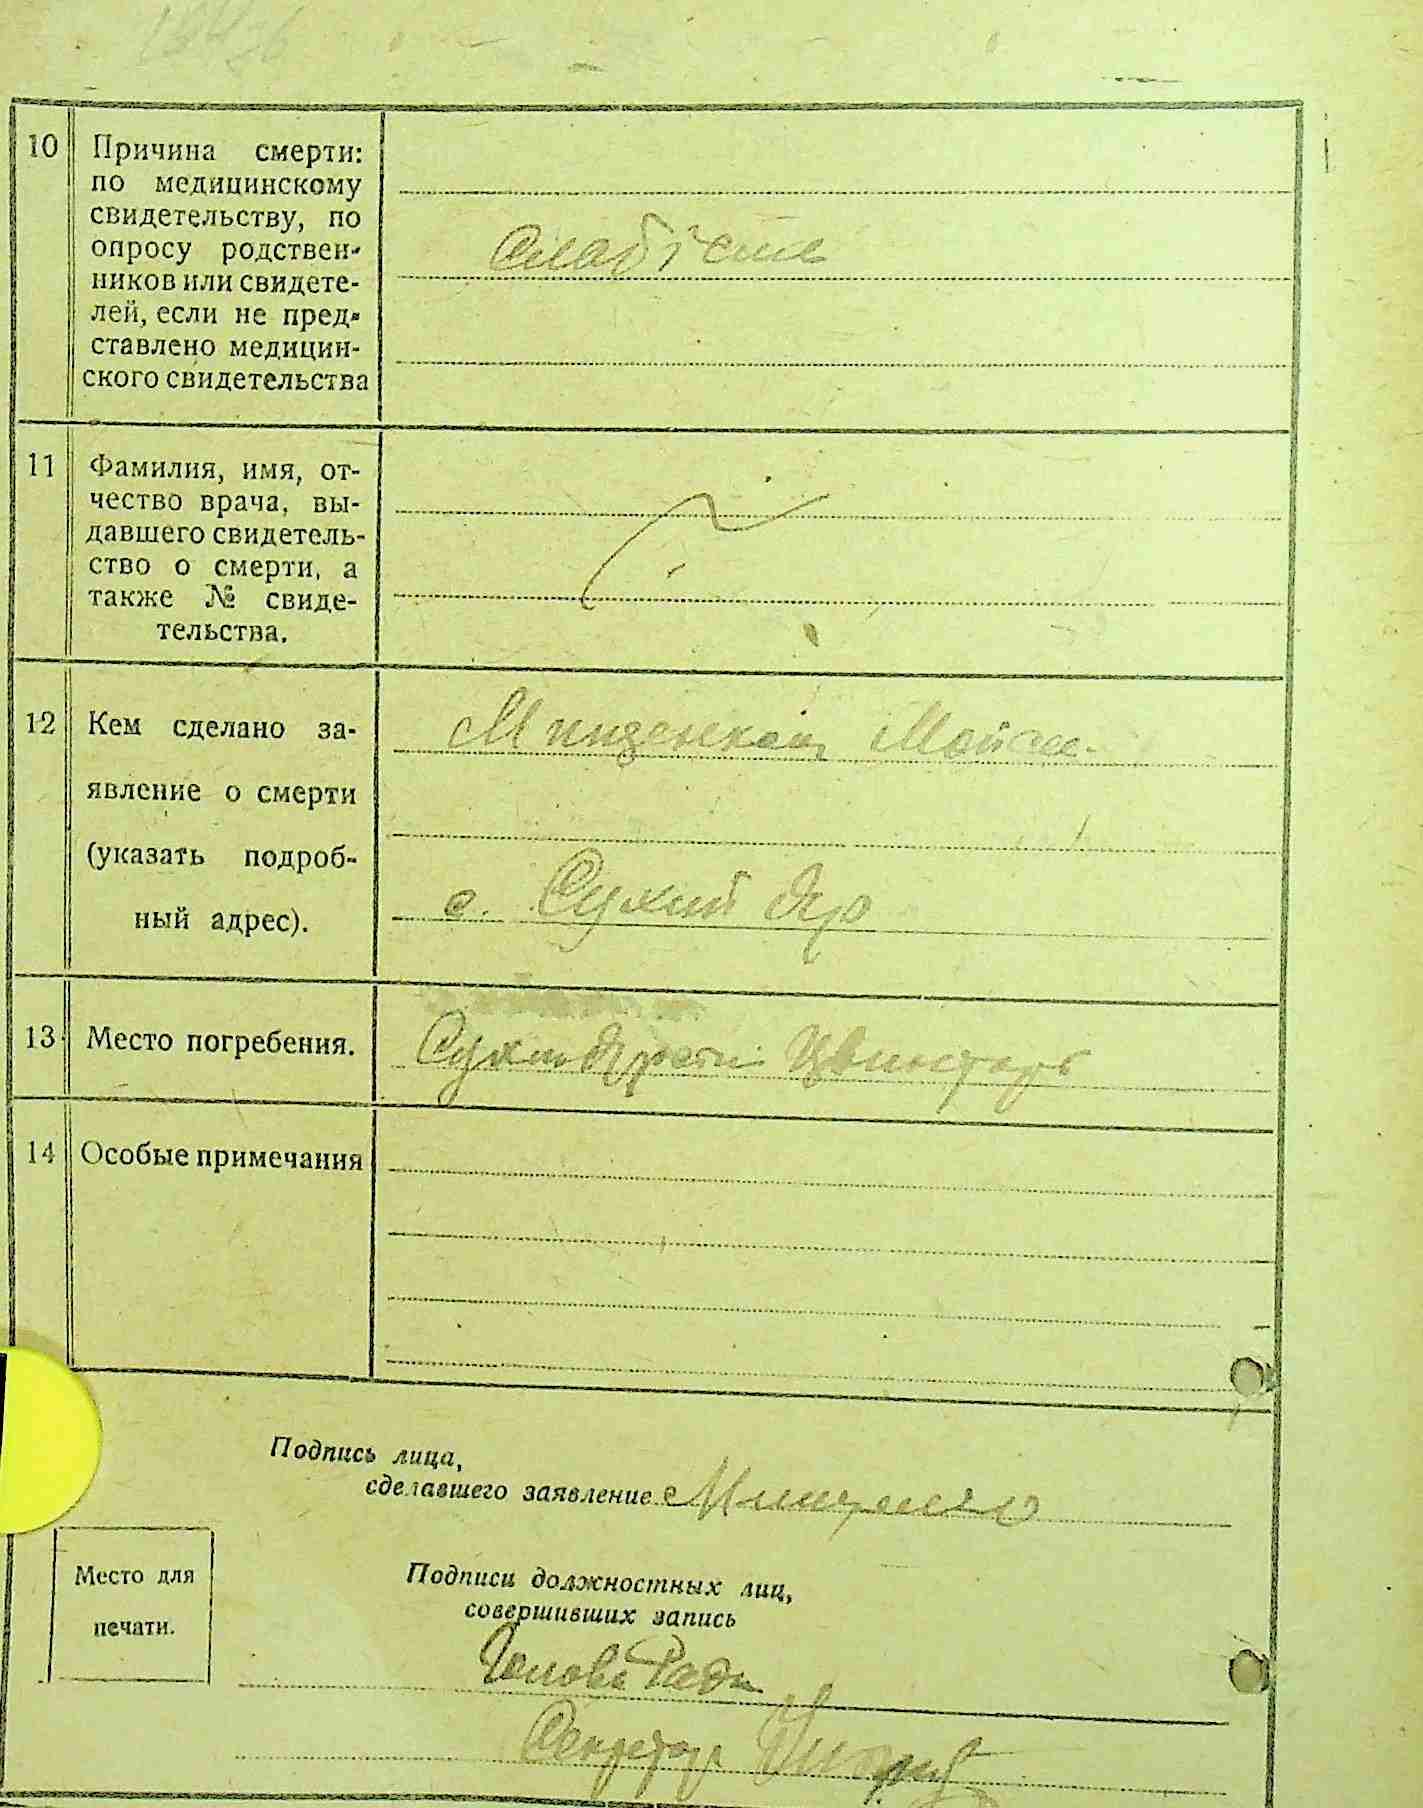 10 Причина смерти:
по медицинскому
свидетельству, по
опросу родствен-
ников или свидете-
лей, если не пред-
ставлено медицин-
ского свидетельства
Слабість
11 Фамилия, имя, от-
чество врача, вы-
давшего свидетель-
ство о смерти, а
также № свиде-
тельства.
12 Кем сделано за-
явление о смерти
(указать подроб-
ный адрес).
с. Сухий Яр
13 Место погребения.
Цвинтарь
14 Особые примечания
Подпись лица,
сделавшего заявление
Подписи должностных лиц,
совершивших запись
Место для
печати.
Голова Ради
Секретарь